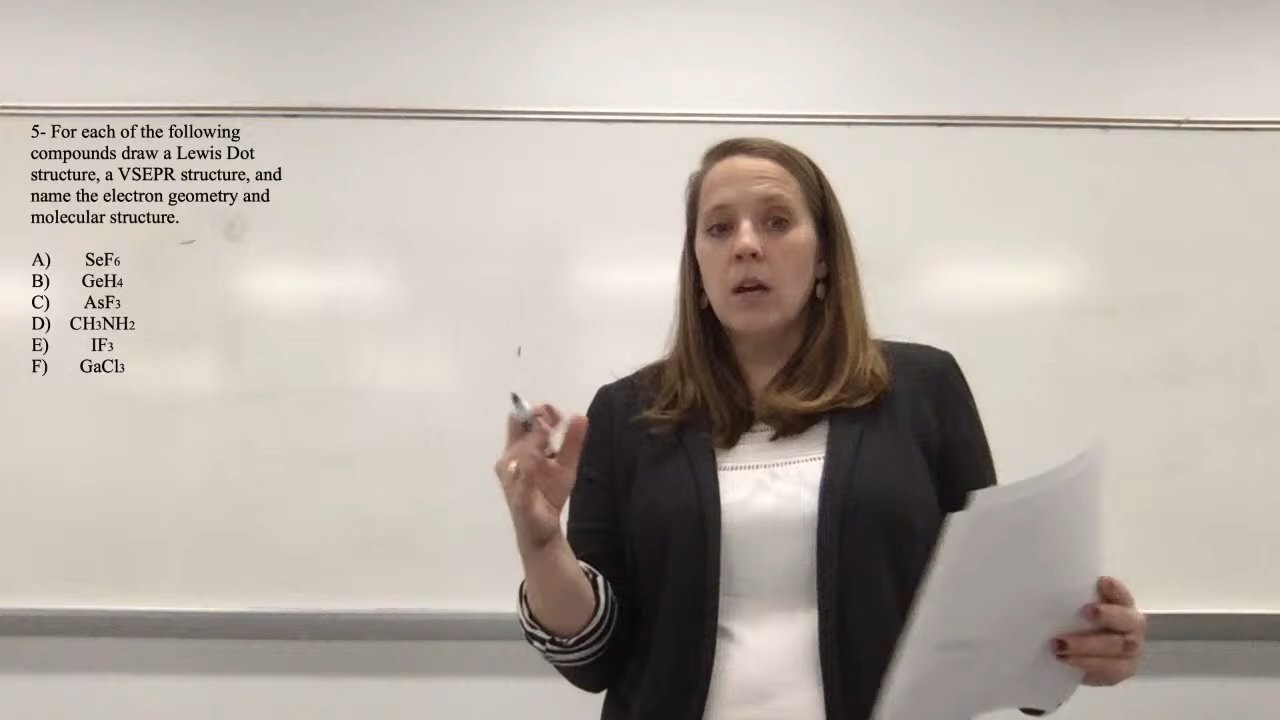 5- For each of the following
compounds draw a Lewis Dot
structure, a VSEPR structure, and
name the electron geometry and
molecular structure.
A) SeF6
B) GeH4
C) AsF3
D) CH3NH2
E) IF3
F) GaCl3